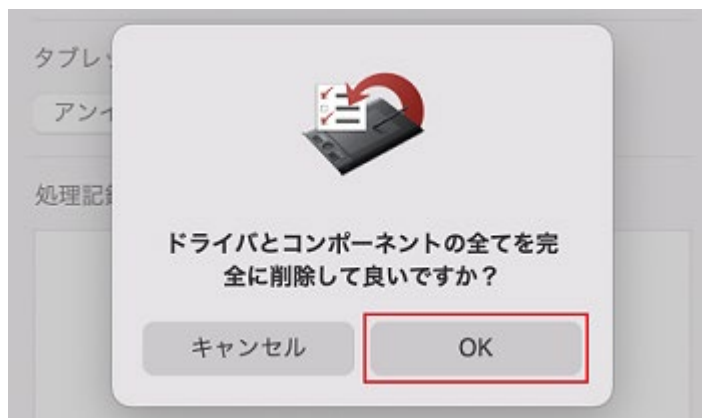 タブレッ
アンイ
処理記録
ドライバとコンポーネントの全てを完
全に削除して良いですか？
キャンセル
OK